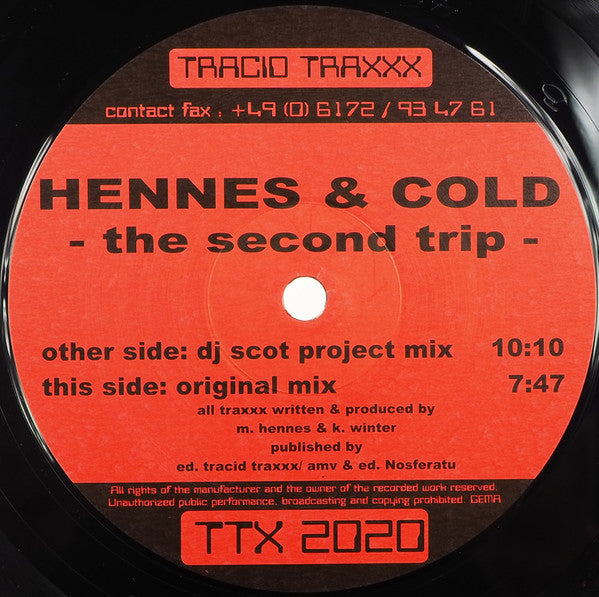 TRACID TRAXXX
contact fax : +49 (0) 6172 / 93 47 61
HENNES & COLD
- the second trip -
other side: dj scot project mix 10:10
this side: original mix 7:47
all traxxx written & produced by
m. hennes & k. winter
published by
ed. tracid traxxx/ amv & ed. Nosferatu
All rights of the manufacturer and the owner of the recorded work reserved.
Unauthorized public performance, broadcasting and copying prohibited. GEMA
TTX 2020